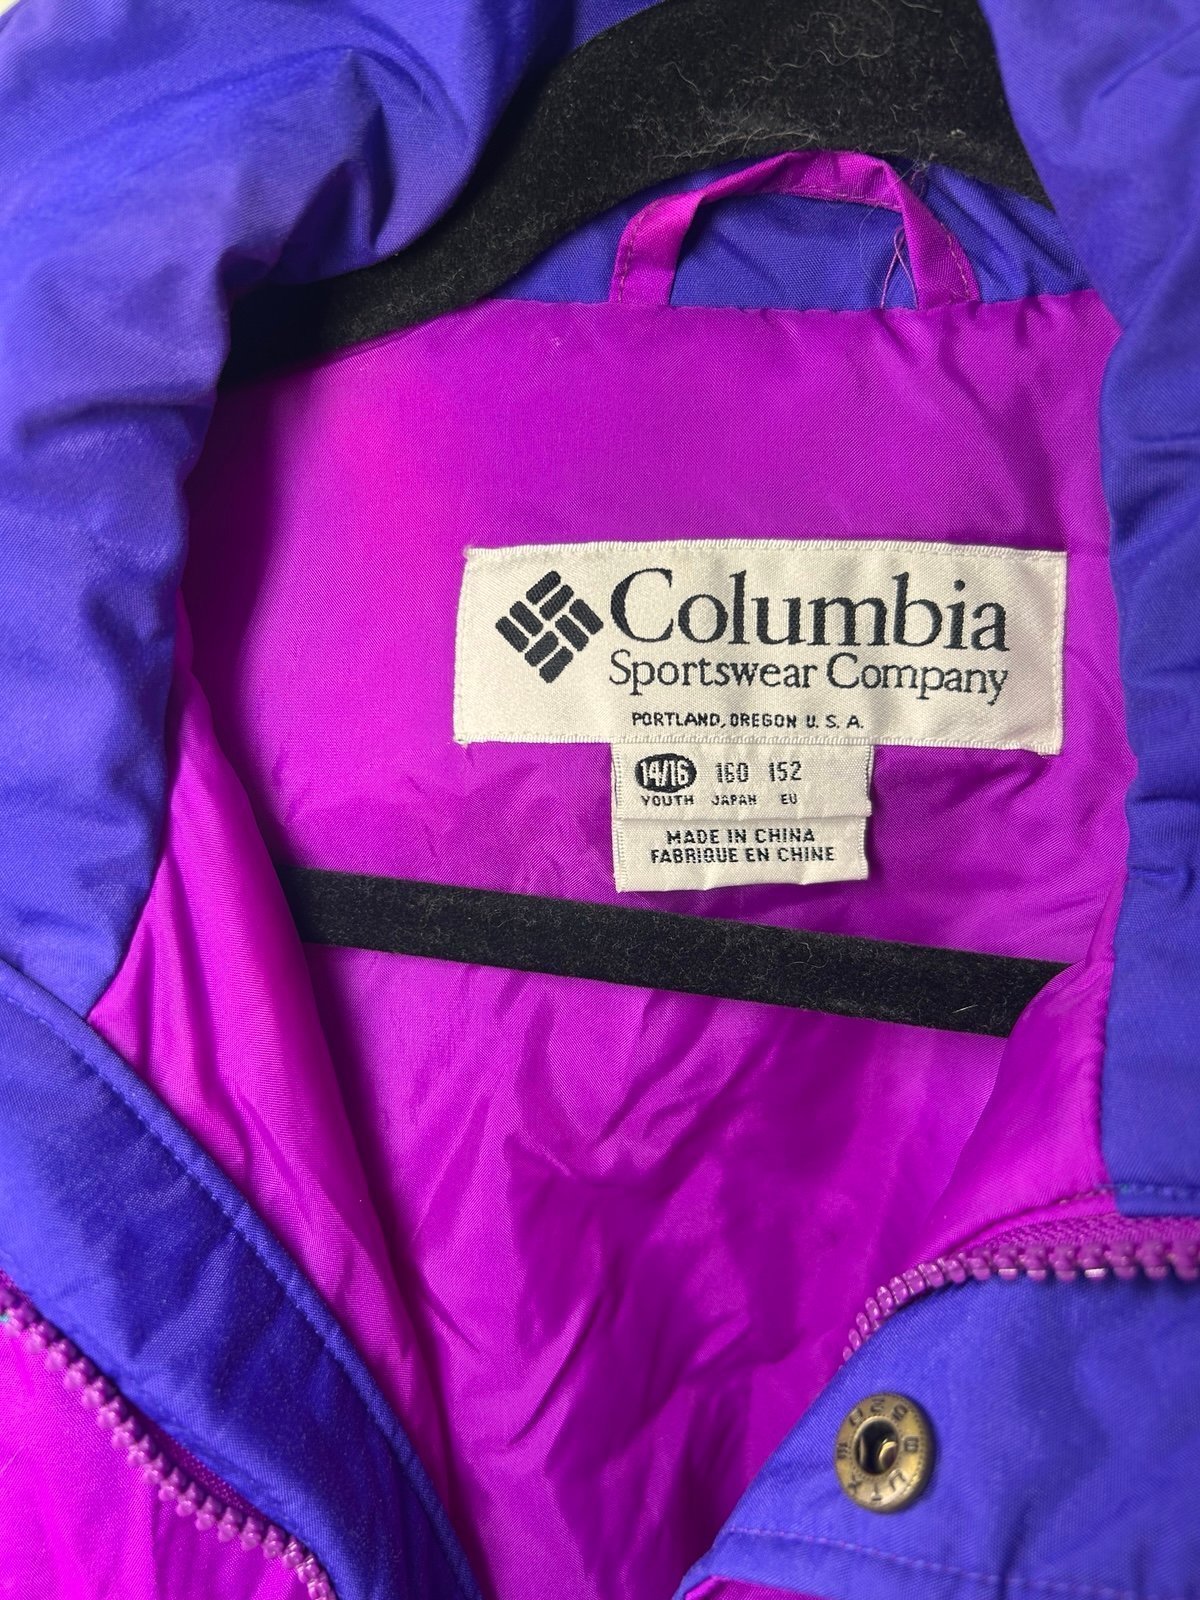 Columbia
Sportswear Company
PORTLAND, OREGON U. S. A.
14/16 160 152
YOUTH JAPAN EU
MADE IN CHINA
FABRIQUE EN CHINE